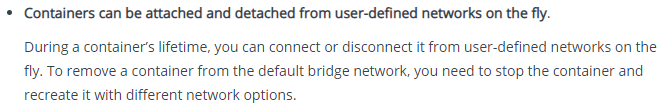 • Containers can be attached and detached from user-defined networks on the fly.
During a container's lifetime, you can connect or disconnect it from user-defined networks on the
fly. To remove a container from the default bridge network, you need to stop the container and
recreate it with different network options.